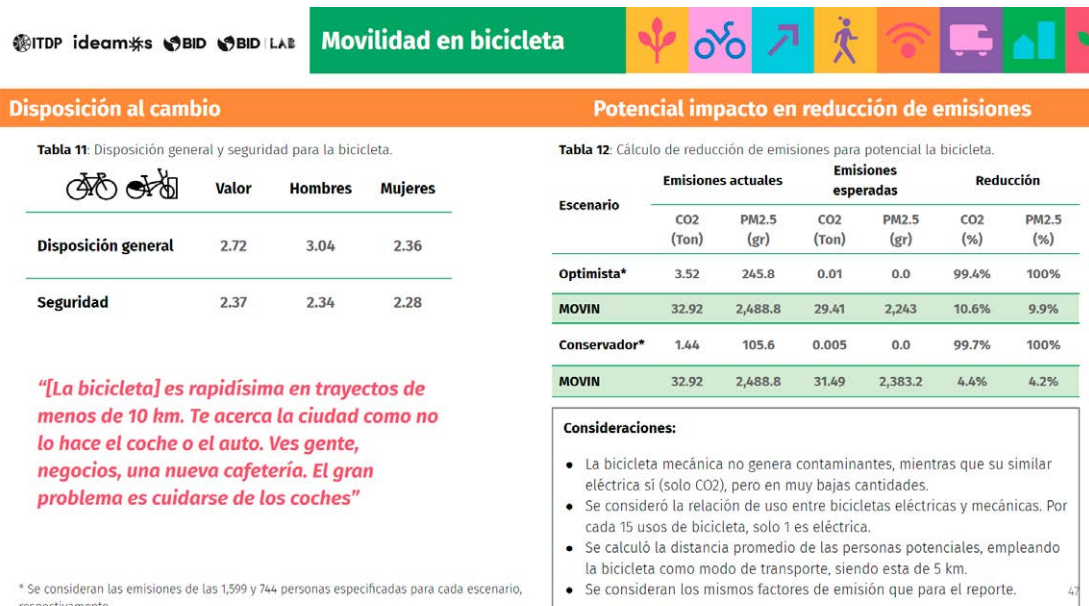 ITDP ideamos BID BID LAB
Movilidad en bicicleta
Disposición al cambio
Tabla 11: Disposición general y seguridad para la bicicleta.
Valor Hombres Mujeres
Disposición general 2.72 3.04 2.36
Seguridad 2.37 2.34 2.28
“[La bicicleta] es rapidísima en trayectos de
menos de 10 km. Te acerca la ciudad como no
lo hace el coche o el auto. Ves gente,
negocios, una nueva cafetería. El gran
problema es cuidarse de los coches”
* Se consideran las emisiones de las 1,599 y 744 personas especificadas para cada escenario,
respectivamente
Potencial impacto en reducción de emisiones
Tabla 12: Cálculo de reducción de emisiones para potencial la bicicleta.
Escenario Emisiones actuales Emisiones esperadas Reducción
CO2 (Ton) PM2.5 (gr) CO2 (Ton) PM2.5 (gr) CO2 (%) PM2.5 (%)
Optimista* 3.52 245.8 0.01 0.0 99.4% 100%
MOVIN 32.92 2,488.8 29.41 2,243 10.6% 9.9%
Conservador* 1.44 105.6 0.005 0.0 99.7% 100%
MOVIN 32.92 2,488.8 31.49 2,383.2 4.4% 4.2%
Consideraciones:
● La bicicleta mecánica no genera contaminantes, mientras que su similar
eléctrica sí (solo CO2), pero en muy bajas cantidades.
● Se consideró la relación de uso entre bicicletas eléctricas y mecánicas. Por
cada 15 usos de bicicleta, solo 1 es eléctrica.
● Se calculó la distancia promedio de las personas potenciales, empleando
la bicicleta como modo de transporte, siendo esta de 5 km.
● Se consideran los mismos factores de emisión que para el reporte.
47